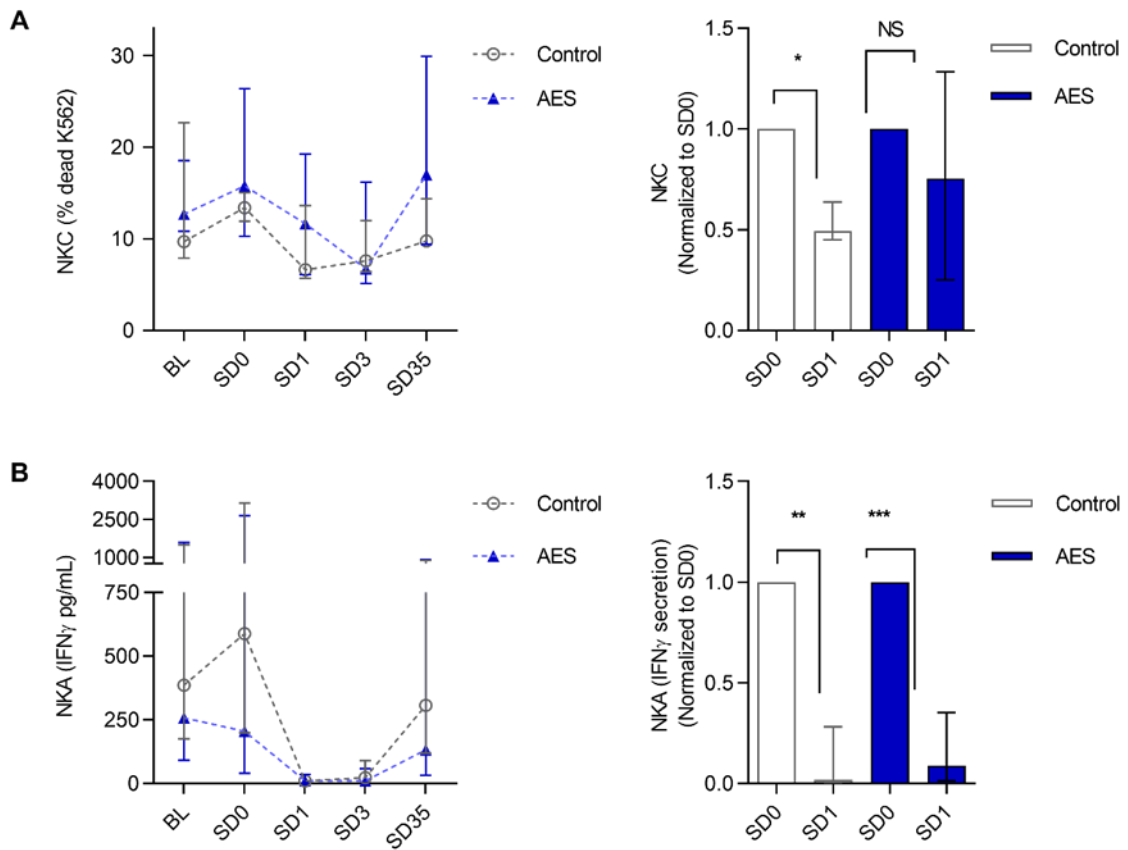 A
NKC (% dead K562)
30
20
10
0
BL
SD0
SD1
SD3
SD35
Control
AES
NKC
(Normalized to SD0)
1.5
1.0
0.5
0.0
*
NS
SD0
SD1
SD0
SD1
Control
AES
B
NKA (IFNγ pg/mL)
4000
2500
1000
750
500
250
0
BL
SD0
SD1
SD3
SD35
Control
AES
NKA (IFNγ secretion)
(Normalized to SD0)
1.5
1.0
0.5
0.0
**
***
SD0
SD1
SD0
SD1
Control
AES